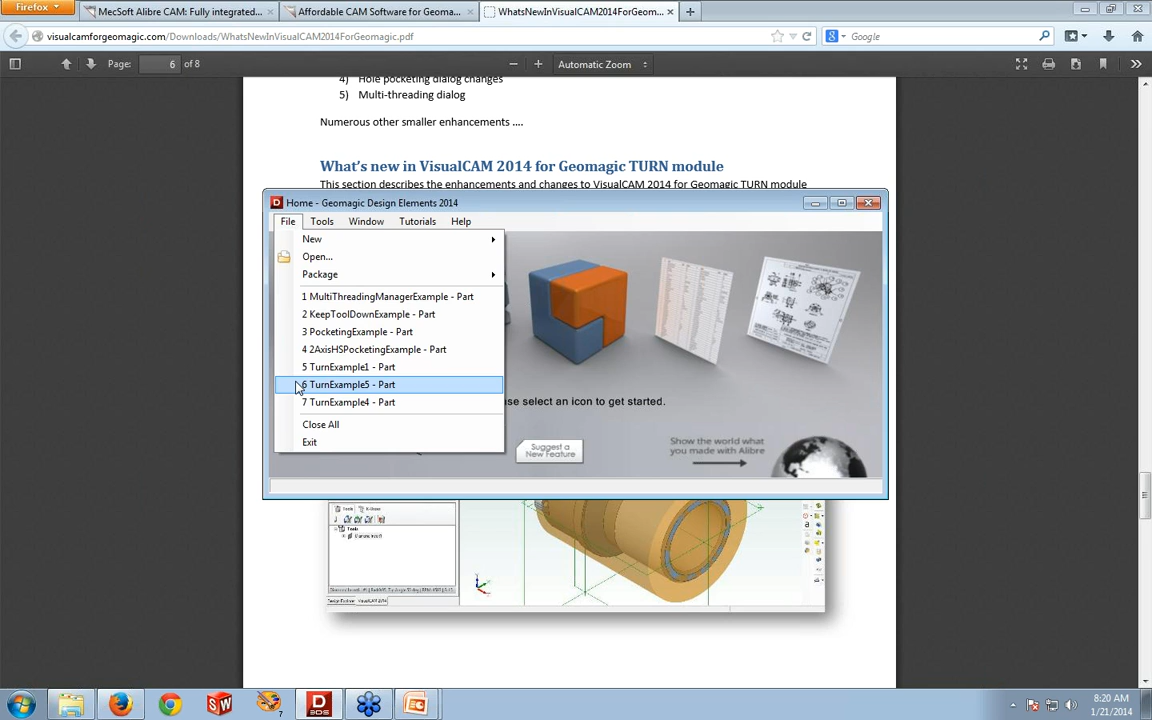 Firefox
MecSoft Alibre CAM: Fully integrated...
Affordable CAM Software for Geoma...
WhatsNewInVisualCAM2014ForGeom...
visualcamforgeomagic.com/Downloads/WhatsNewInVisualCAM2014ForGeomagic.pdf
Google
Page: 6 of 8
Automatic Zoom
4) Hole pocketing dialog changes
5) Multi-threading dialog
Numerous other smaller enhancements ....
What's new in VisualCAM 2014 for Geomagic TURN module
This section describes the enhancements and changes to VisualCAM 2014 for Geomagic TURN module
Home - Geomagic Design Elements 2014
File Tools Window Tutorials Help
New
Open...
Package
1 MultiThreadingManagerExample - Part
2 KeepToolDownExample - Part
3 PocketingExample - Part
4 2AxisHSPocketingExample - Part
5 TurnExample1 - Part
6 TurnExample5 - Part
7 TurnExample4 - Part
Close All
Exit
ase select an icon to get started.
Suggest a
New Feature
Show the world what
you made with Alibre
Tools
Tools
VisualCAM 2014
8:20 AM
1/21/2014